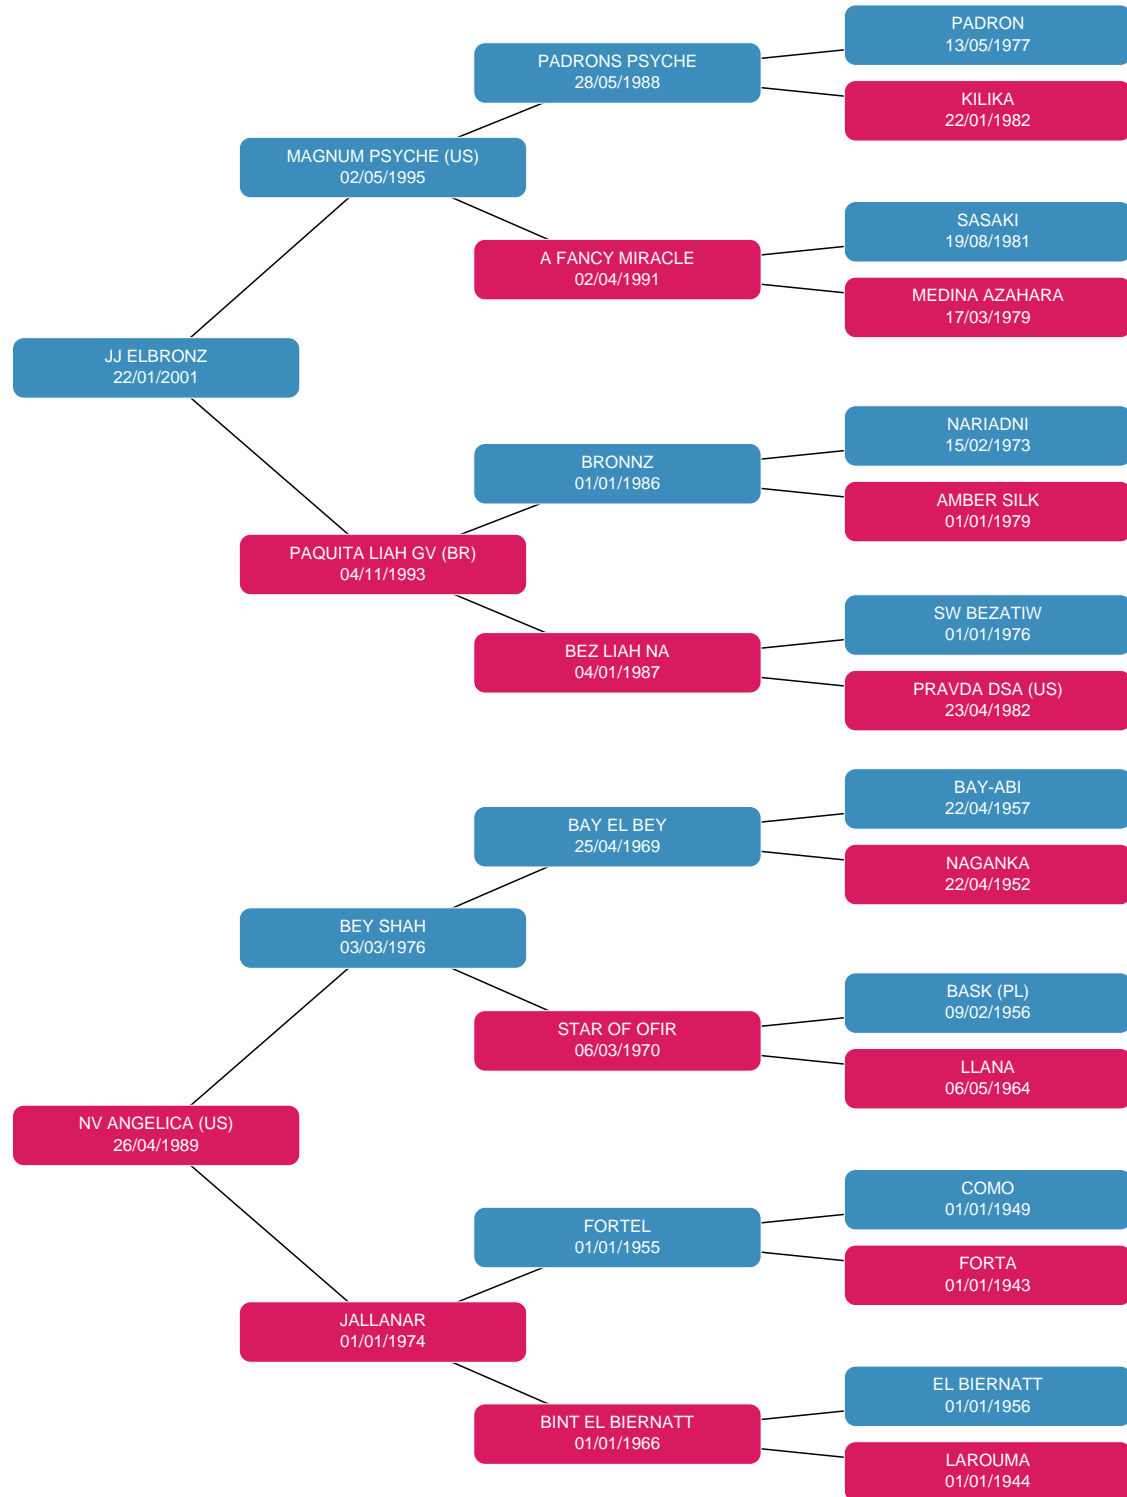 PADRON
13/05/1977
PADRONS PSYCHE
28/05/1988
KILIKA
22/01/1982
MAGNUM PSYCHE (US)
02/05/1995
SASAKI
19/08/1981
A FANCY MIRACLE
02/04/1991
MEDINA AZAHARA
17/03/1979
JJ ELBRONZ
22/01/2001
NARIADNI
15/02/1973
BRONNZ
01/01/1986
AMBER SILK
01/01/1979
PAQUITA LIAH GV (BR)
04/11/1993
SW BEZATIW
01/01/1976
BEZ LIAH NA
04/01/1987
PRAVDA DSA (US)
23/04/1982
BAY-ABI
22/04/1957
BAY EL BEY
25/04/1969
NAGANKA
22/04/1952
BEY SHAH
03/03/1976
BASK (PL)
09/02/1956
STAR OF OFIR
06/03/1970
LLANA
06/05/1964
NV ANGELICA (US)
26/04/1989
COMO
01/01/1949
FORTEL
01/01/1955
FORTA
01/01/1943
JALLANAR
01/01/1974
EL BIERNATT
01/01/1956
BINT EL BIERNATT
01/01/1966
LAROUMA
01/01/1944